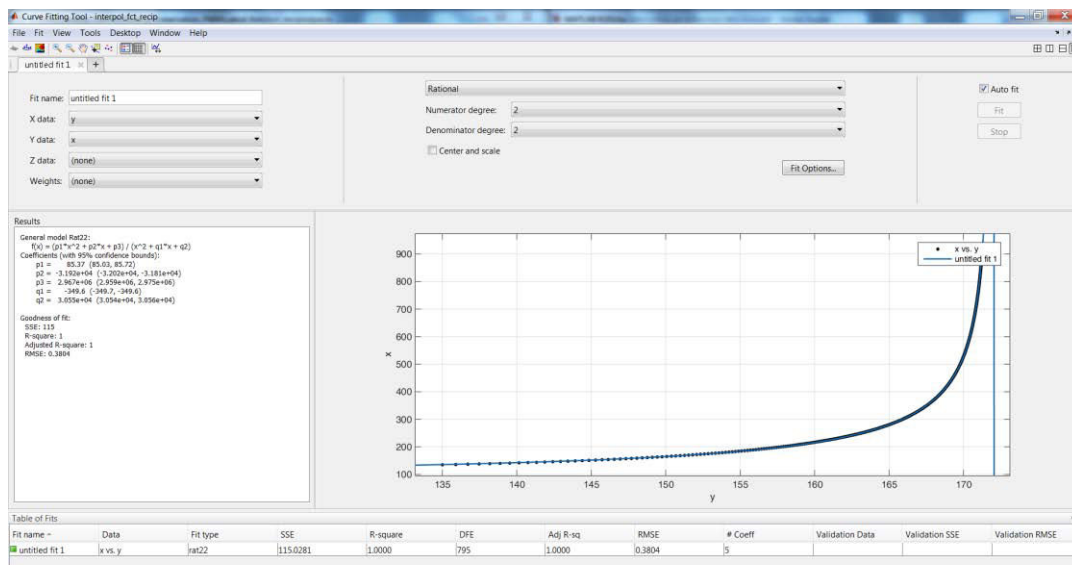 Curve Fitting Tool - interpol_fct_recip
File Fit View Tools Desktop Window Help
untitled fit 1 × +
Fit name: untitled fit 1
X data: y
Y data: x
Z data: (none)
Weights: (none)
Rational
Numerator degree: 2
Denominator degree: 2
Center and scale
Fit Options...
Auto fit
Fit
Stop
Results
General model Rat22:
f(x) = (p1*x^2 + p2*x + p3) / (x^2 + q1*x + q2)
Coefficients (with 95% confidence bounds):
p1 = 85.37 (85.03, 85.72)
p2 = -3.192e+04 (-3.202e+04, -3.181e+04)
p3 = 2.967e+06 (2.959e+06, 2.975e+06)
q1 = -349.6 (-349.7, -349.6)
q2 = 3.055e+04 (3.054e+04, 3.056e+04)
Goodness of fit:
SSE: 115
R-square: 1
Adjusted R-square: 1
RMSE: 0.3804
x vs. y
untitled fit 1
900
800
700
600
500
400
300
200
100
x
135 140 145 150 155 160 165 170
y
Table of Fits
Fit name Data Fit type SSE R-square DFE Adj R-sq RMSE # Coeff Validation Data Validation SSE Validation RMSE
untitled fit 1 x vs. y rat22 115.0281 1.0000 795 1.0000 0.3804 5